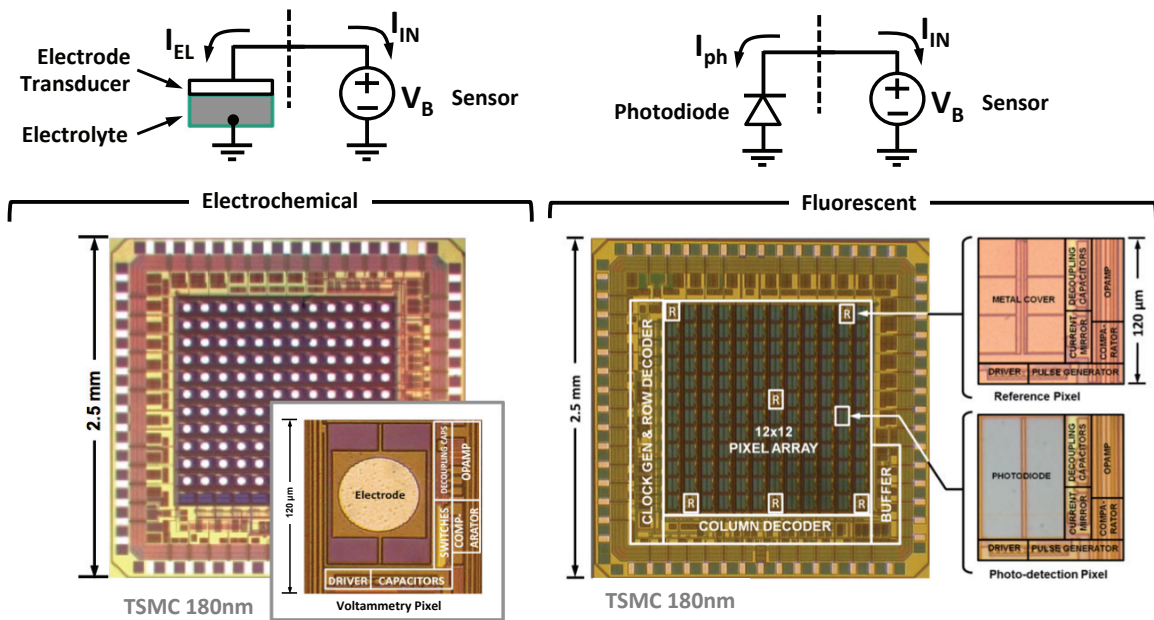 I_EL
I_IN
Electrode
Transducer
Electrolyte
+
−
V_B
Sensor
I_ph
I_IN
Photodiode
+
−
V_B
Sensor
Electrochemical
Fluorescent
2.5 mm
120 µm
Electrode
DECOUPLING CAPS
OPAMP
SWITCHES
COMP-
ARATOR
DRIVER
CAPACITORS
Voltammetry Pixel
TSMC 180nm
2.5 mm
CLOCK GEN & ROW DECODER
R
R
R
12x12
PIXEL ARRAY
R
R
R
COLUMN DECODER
BUFFER
TSMC 180nm
METAL COVER
DECOUPLING
CAPACITORS
OPAMP
CURRENT
MIRROR
COMPA-
RATOR
DRIVER
PULSE GENERATOR
120 µm
Reference Pixel
PHOTODIODE
DECOUPLING
CAPACITORS
OPAMP
CURRENT
MIRROR
COMPA-
RATOR
DRIVER
PULSE GENERATOR
Photo-detection Pixel